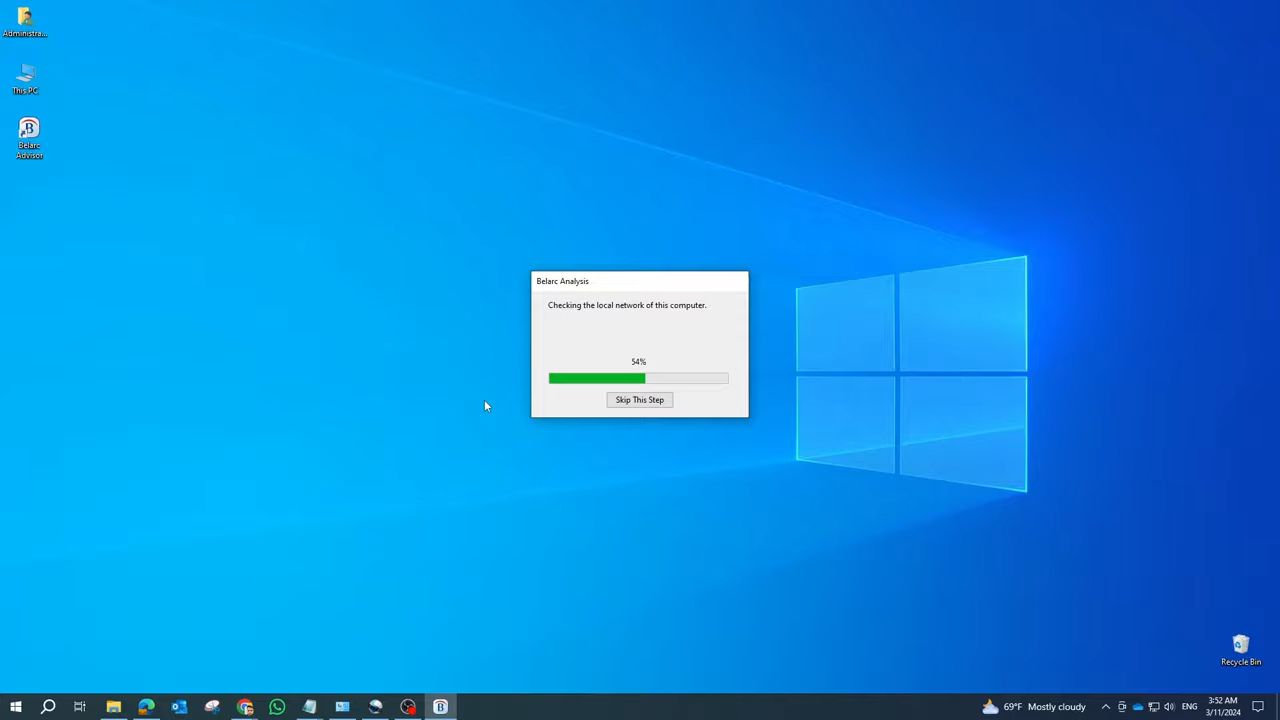 Administra...
This PC
B
Belarc
Advisor
Belarc Analysis
Checking the local network of this computer.
54%
Skip This Step
Recycle Bin
B
69°F Mostly cloudy
ENG
3:52 AM
3/11/2024